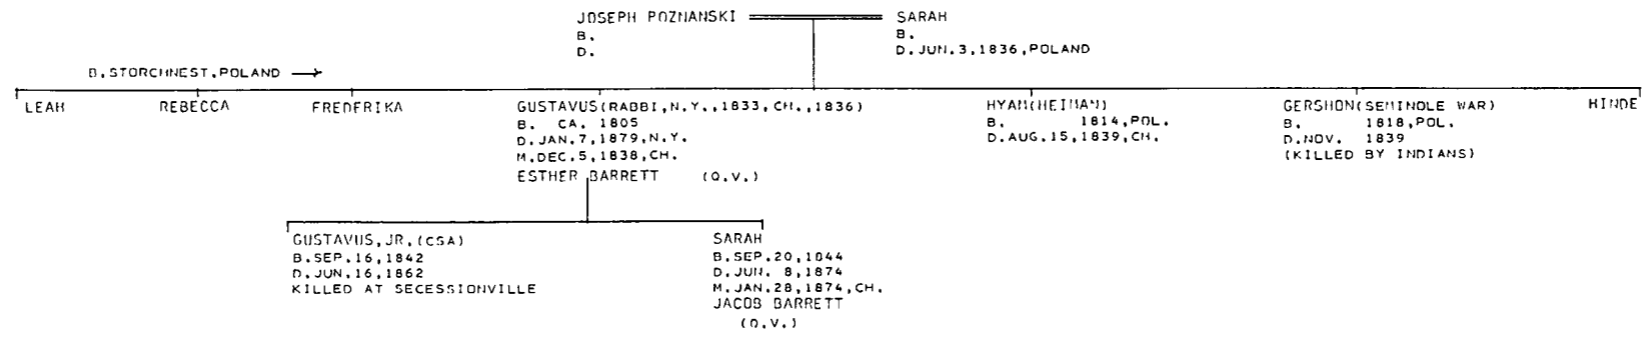 JOSEPH POZNANSKI
B.
D.
SARAH
B.
D.JUN.3,1836,POLAND
B.STORCHNEST,POLAND
LEAH
REBECCA
FREDERIKA
GUSTAVUS(RABBI,N.Y.,1833,CH.,1836)
B. CA. 1805
D.JAN.7,1879,N.Y.
M.DEC.5,1838,CH.
ESTHER BARRETT (Q.V.)
HYAM(HEIMAN)
B. 1814,POL.
D.AUG.15,1839,CH.
GERSHON(SEMINOLE WAR)
B. 1818,POL.
D.NOV. 1839
(KILLED BY INDIANS)
HINDE
GUSTAVUS,JR.(CSA)
B.SEP.16,1842
D.JUN.16,1862
KILLED AT SECESSIONVILLE
SARAH
B.SEP.20,1844
D.JUN. 8,1874
M.JAN.28,1874,CH.
JACOB BARRETT
(Q.V.)